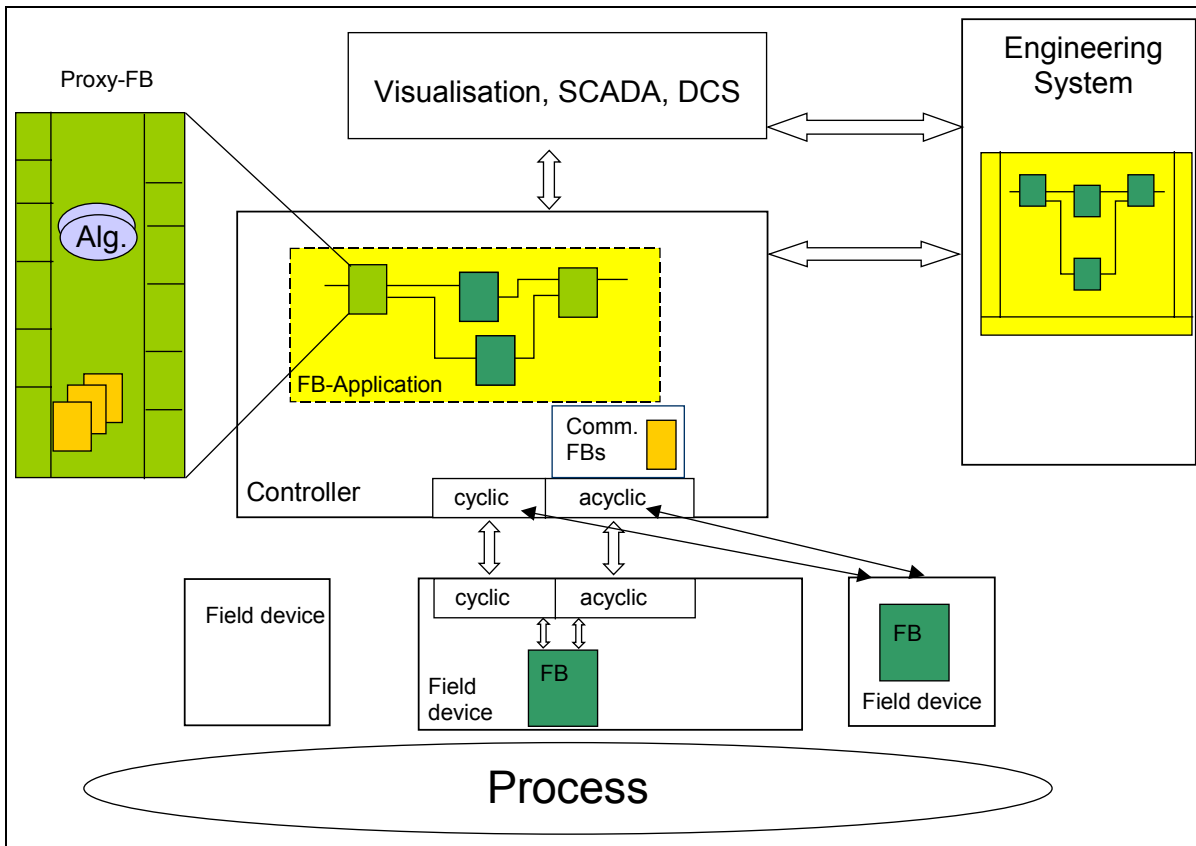 Proxy-FB
Visualisation, SCADA, DCS
Engineering
System
Alg.
FB-Application
Comm.
FBs
Controller
cyclic
acyclic
Field device
cyclic
acyclic
FB
Field
device
FB
Field device
Process